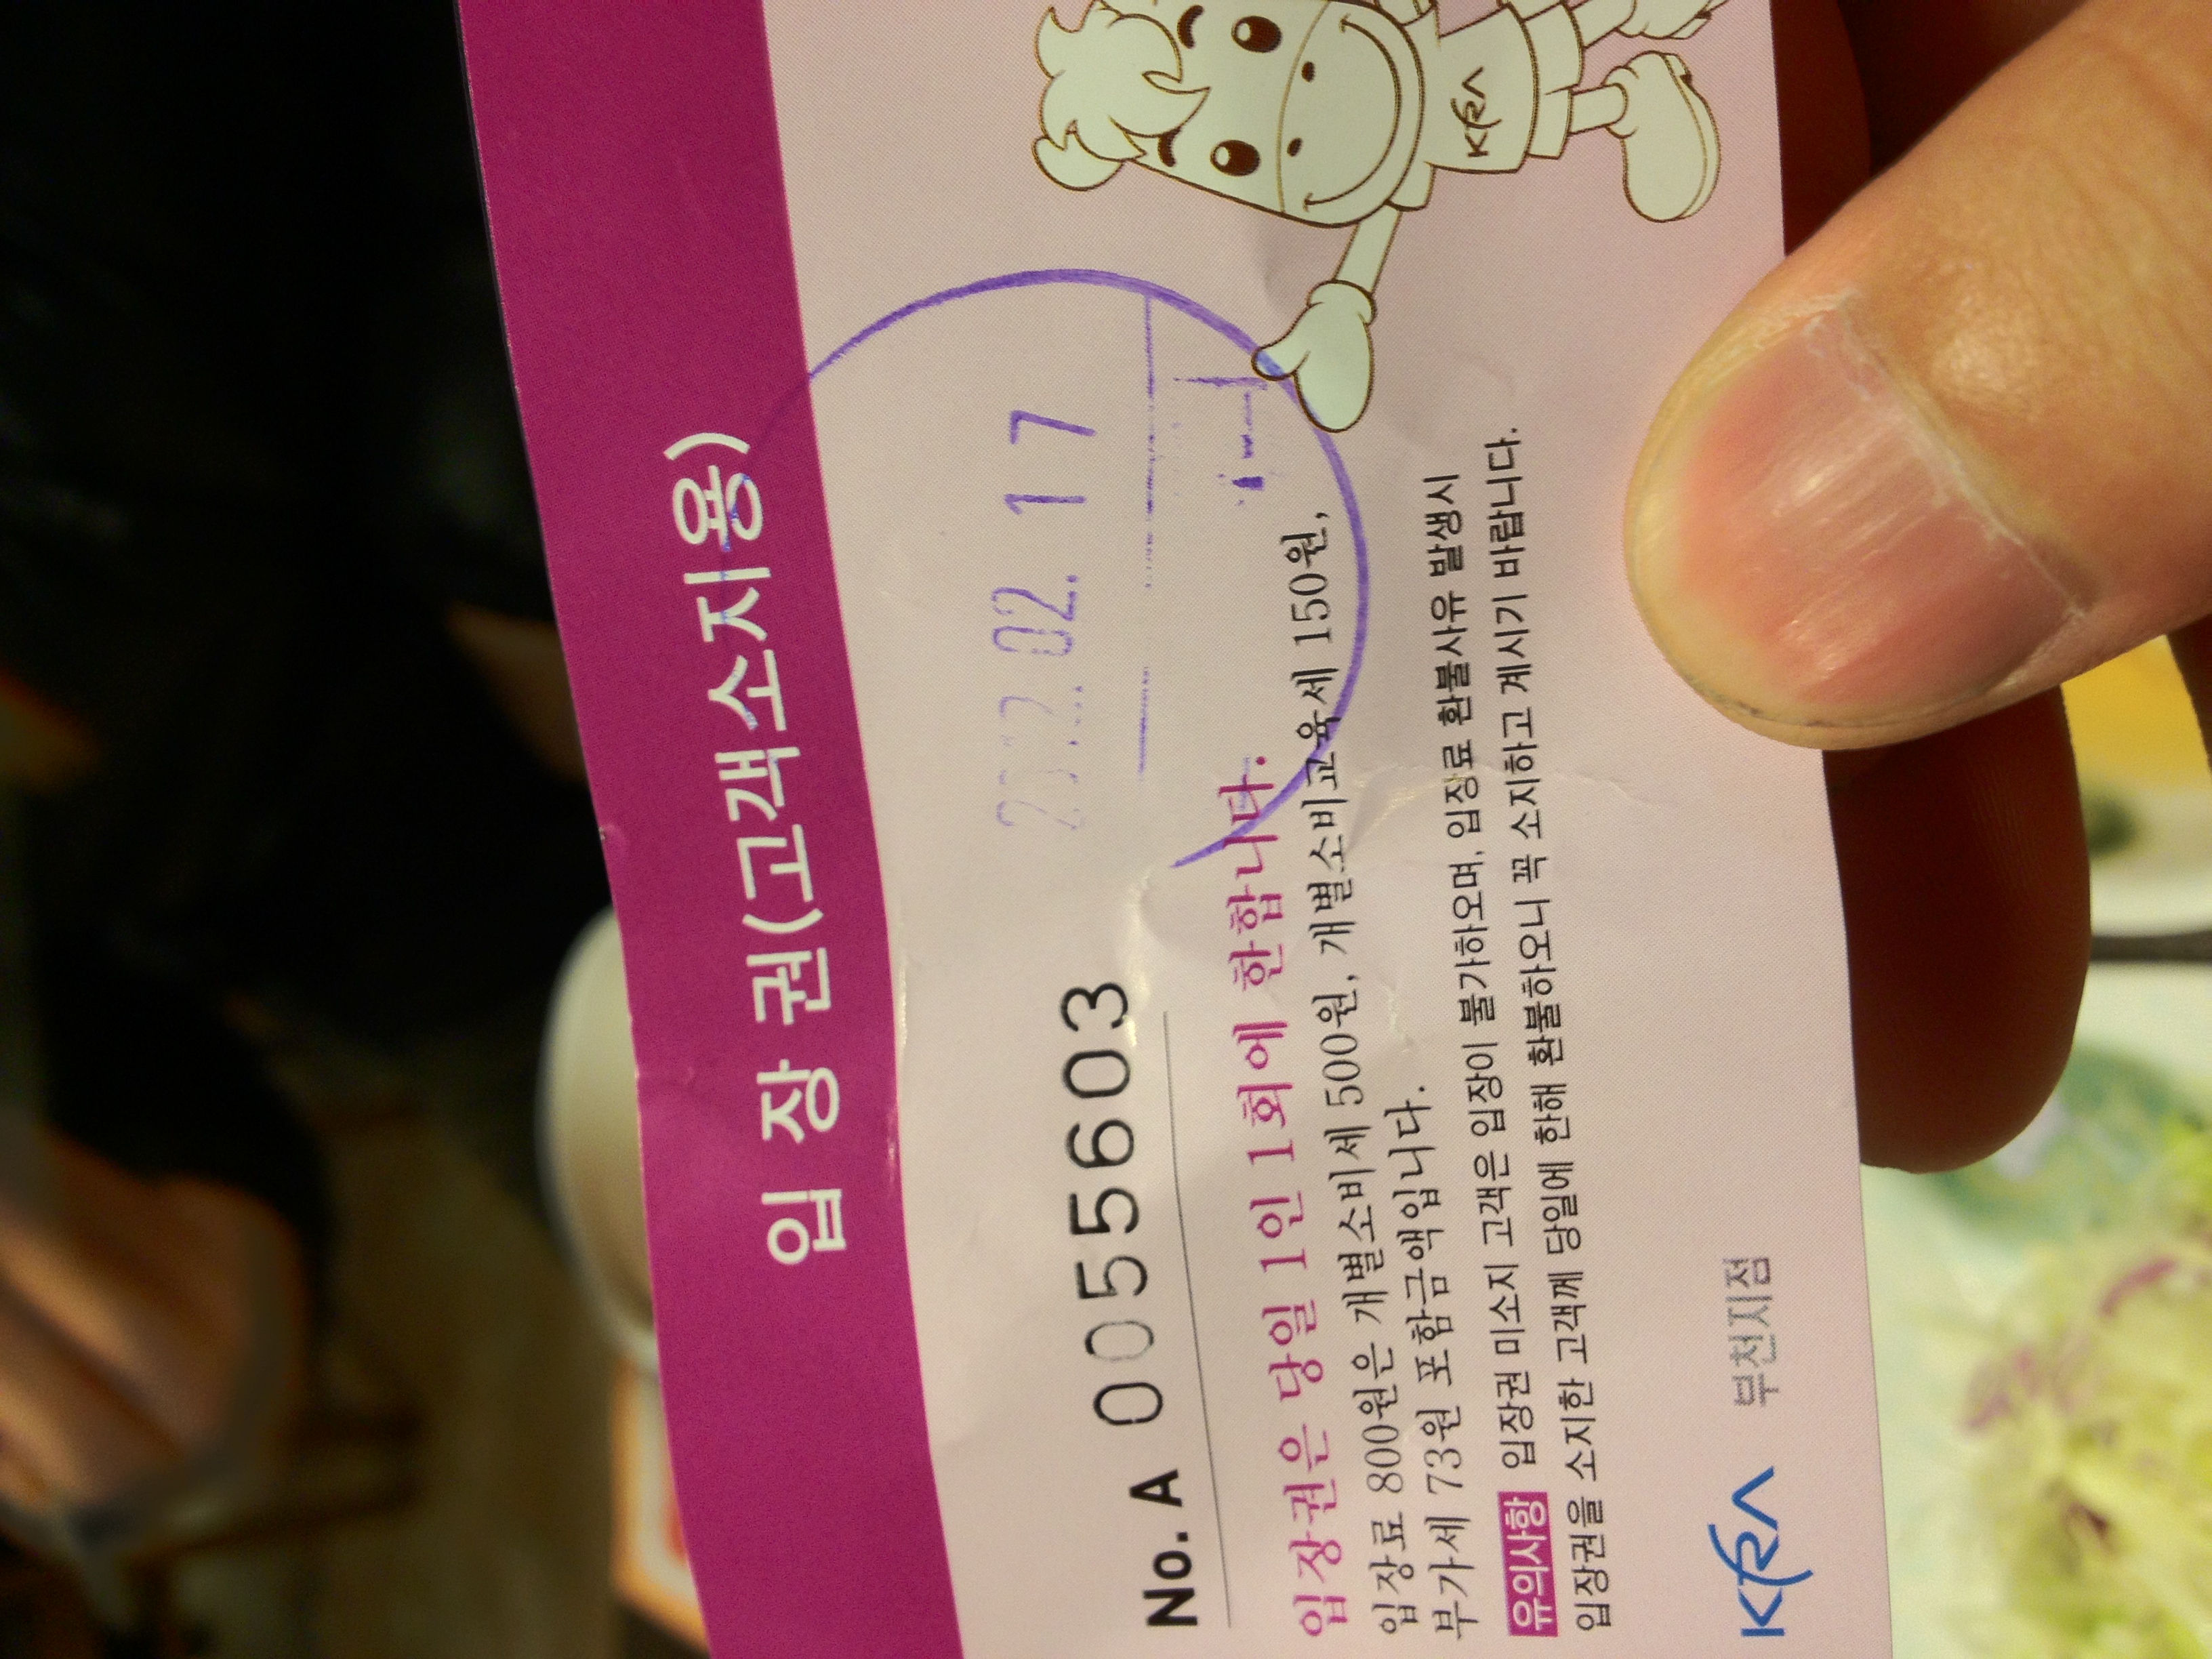 입 장 권(고객소지용)
2012.02.17
No. A 0055603
입장권은 당일 1인 1회에 한합니다.
입장료 800원은 개별소비세 500원, 개별소비교육세 150원,
부가세 73원 포함금액입니다.
유의사항 입장권 미소지 고객은 입장이 불가하오며, 입장료 환불사유 발생시
입장권을 소지한 고객께 당일에 한해 환불하오니 꼭 소지하고 계시기 바랍니다.
KRA
KRA 부천지점